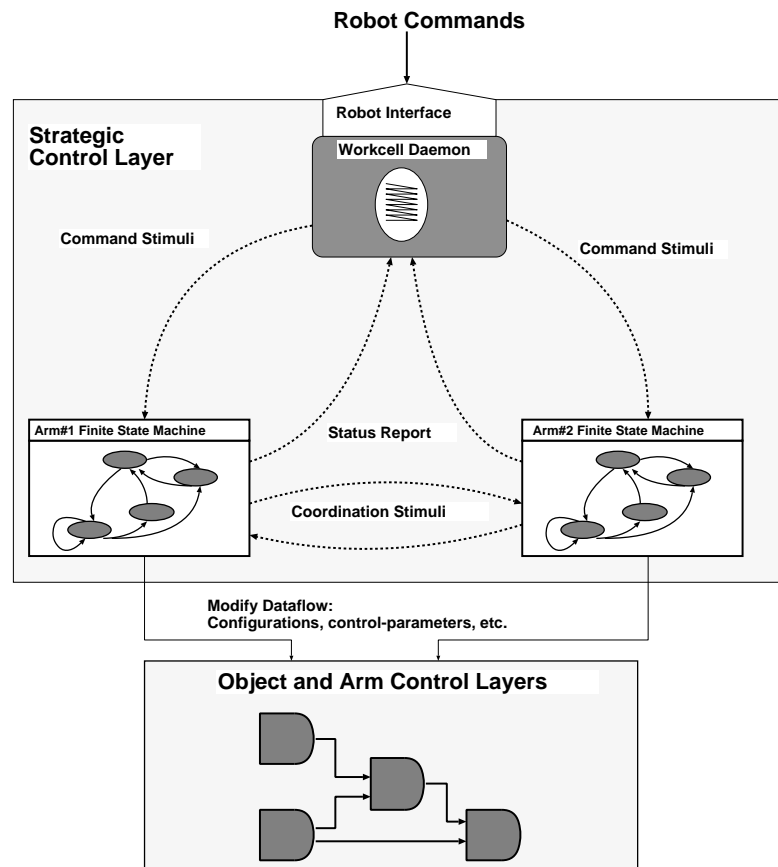 Robot Commands
Robot Interface
Strategic
Control Layer
Workcell Daemon
Command Stimuli
Command Stimuli
Arm#1 Finite State Machine
Status Report
Arm#2 Finite State Machine
Coordination Stimuli
Modify Dataflow:
Configurations, control-parameters, etc.
Object and Arm Control Layers